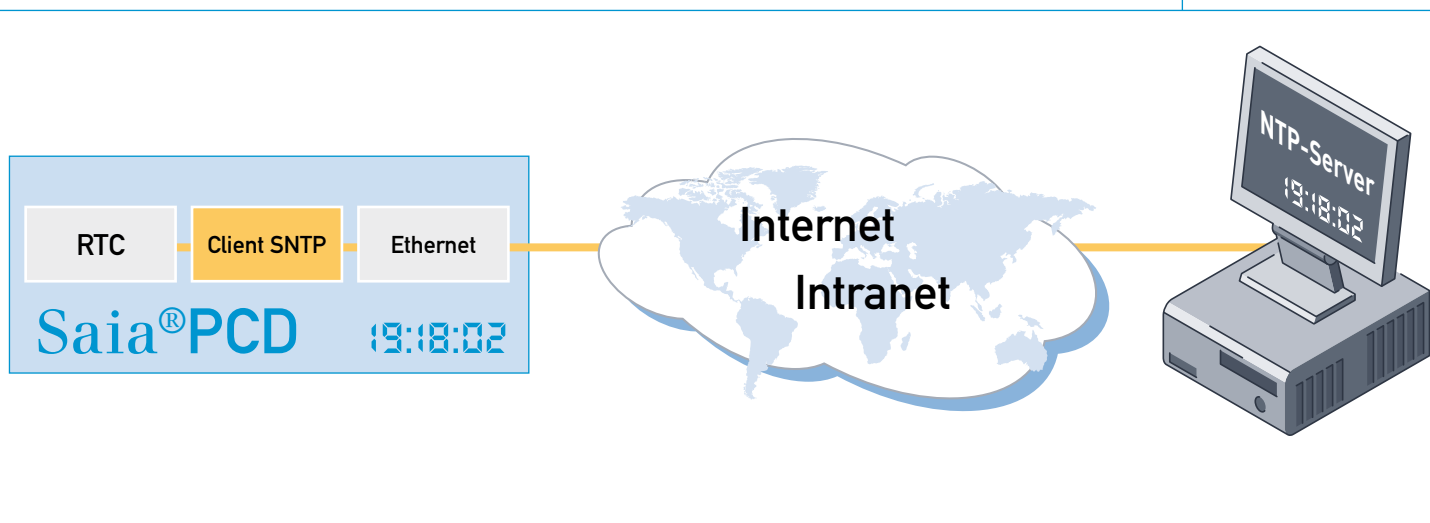 RTC
Client SNTP
Ethernet
Saia®PCD
19:18:02
Internet
Intranet
NTP-Server
19:18:02